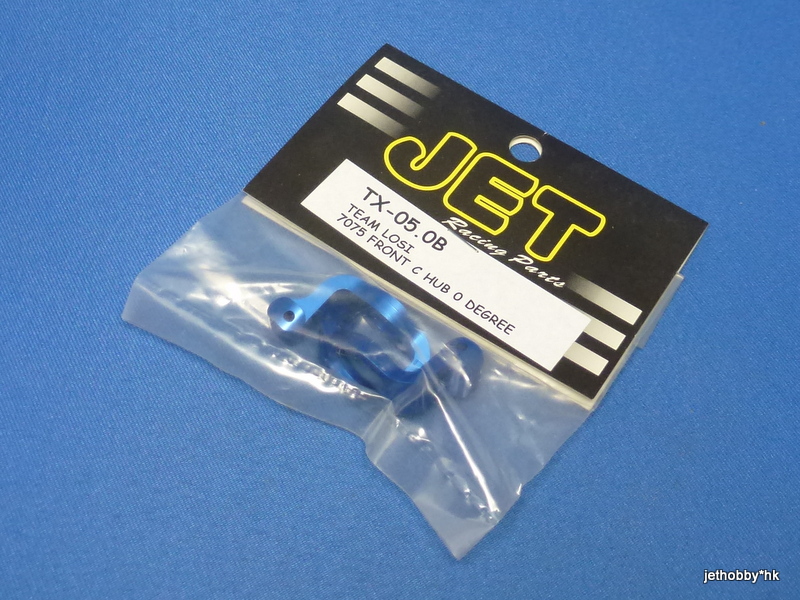 JET
Racing Parts
TX-05.0B
TEAM LOSI
7075 FRONT C HUB 0 DEGREE
jethobby*hk